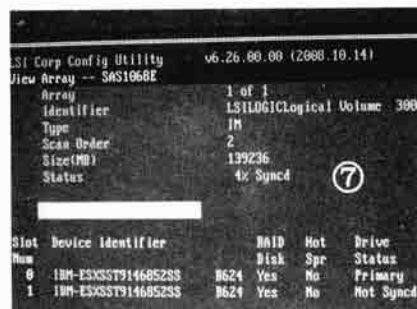 LSI Corp Config Utility v6.26.00.00 (2008.10.14)
View Array -- SAS1068E
Array 1 of 1
Identifier LSILOGICLogical Volume 3000
Type IM
Scan Order 2
Size(MB) 139236
Status 4% Syncd
⑦
Slot Device Identifier RAID Hot Drive
Num Disk Spr Status
0 IBM-ESXSST9146852SS B624 Yes No Primary
1 IBM-ESXSST9146852SS B624 Yes No Not Syncd